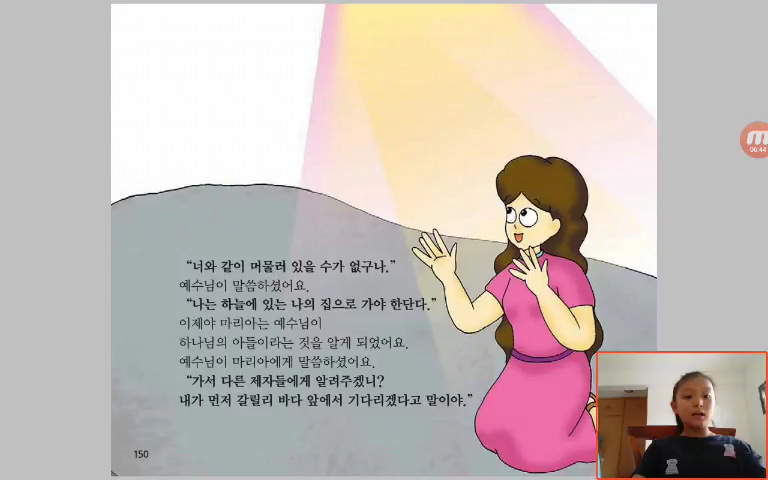 “너와 같이 머물러 있을 수가 없구나.”
예수님이 말씀하셨어요.
“나는 하늘에 있는 나의 집으로 가야 한단다.”
이제야 마리아는 예수님이
하나님의 아들이라는 것을 알게 되었어요.
예수님이 마리아에게 말씀하셨어요.
“가서 다른 제자들에게 알려주겠니?
내가 먼저 갈릴리 바다 앞에서 기다리겠다고 말이야.”
150
06:44